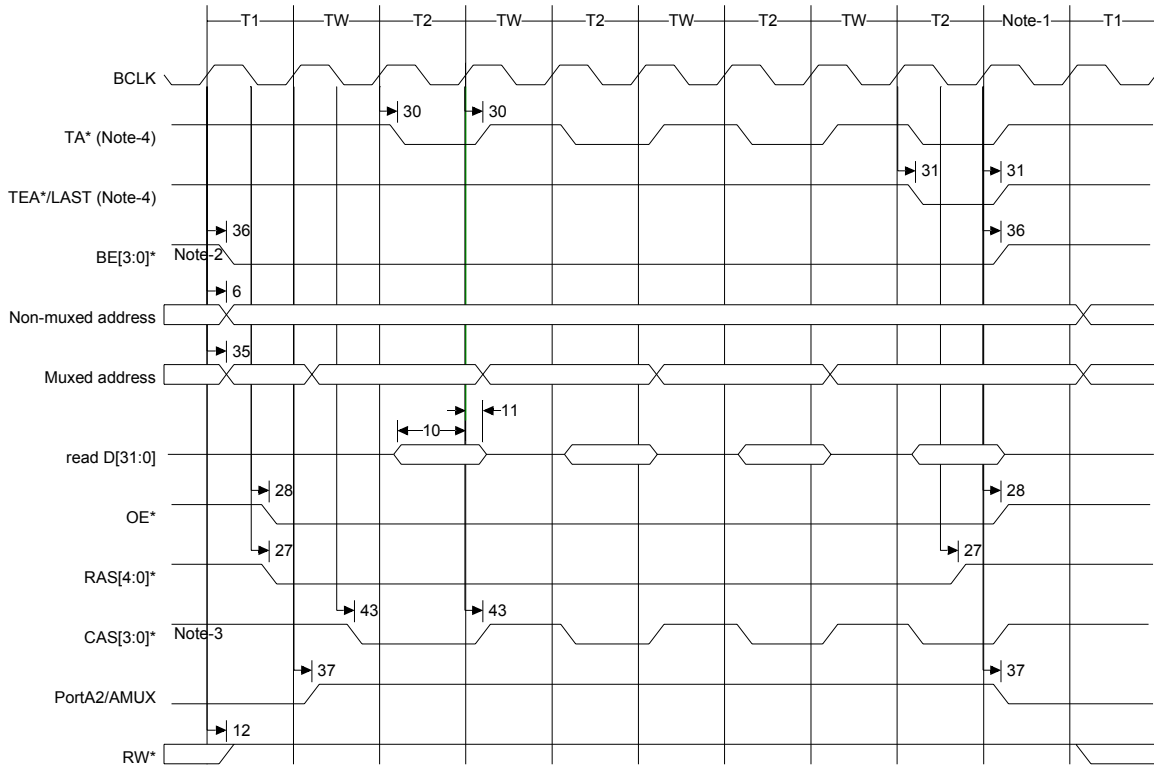 T1 TW T2 TW T2 TW T2 TW T2 Note-1 T1
BCLK
30 30
TA* (Note-4)
31 31
TEA*/LAST (Note-4)
36 36
BE[3:0]* Note-2
6
Non-muxed address
35
Muxed address
11
10
read D[31:0]
28 28
OE*
27 27
RAS[4:0]*
43 43
CAS[3:0]* Note-3
37 37
PortA2/AMUX
12
RW*